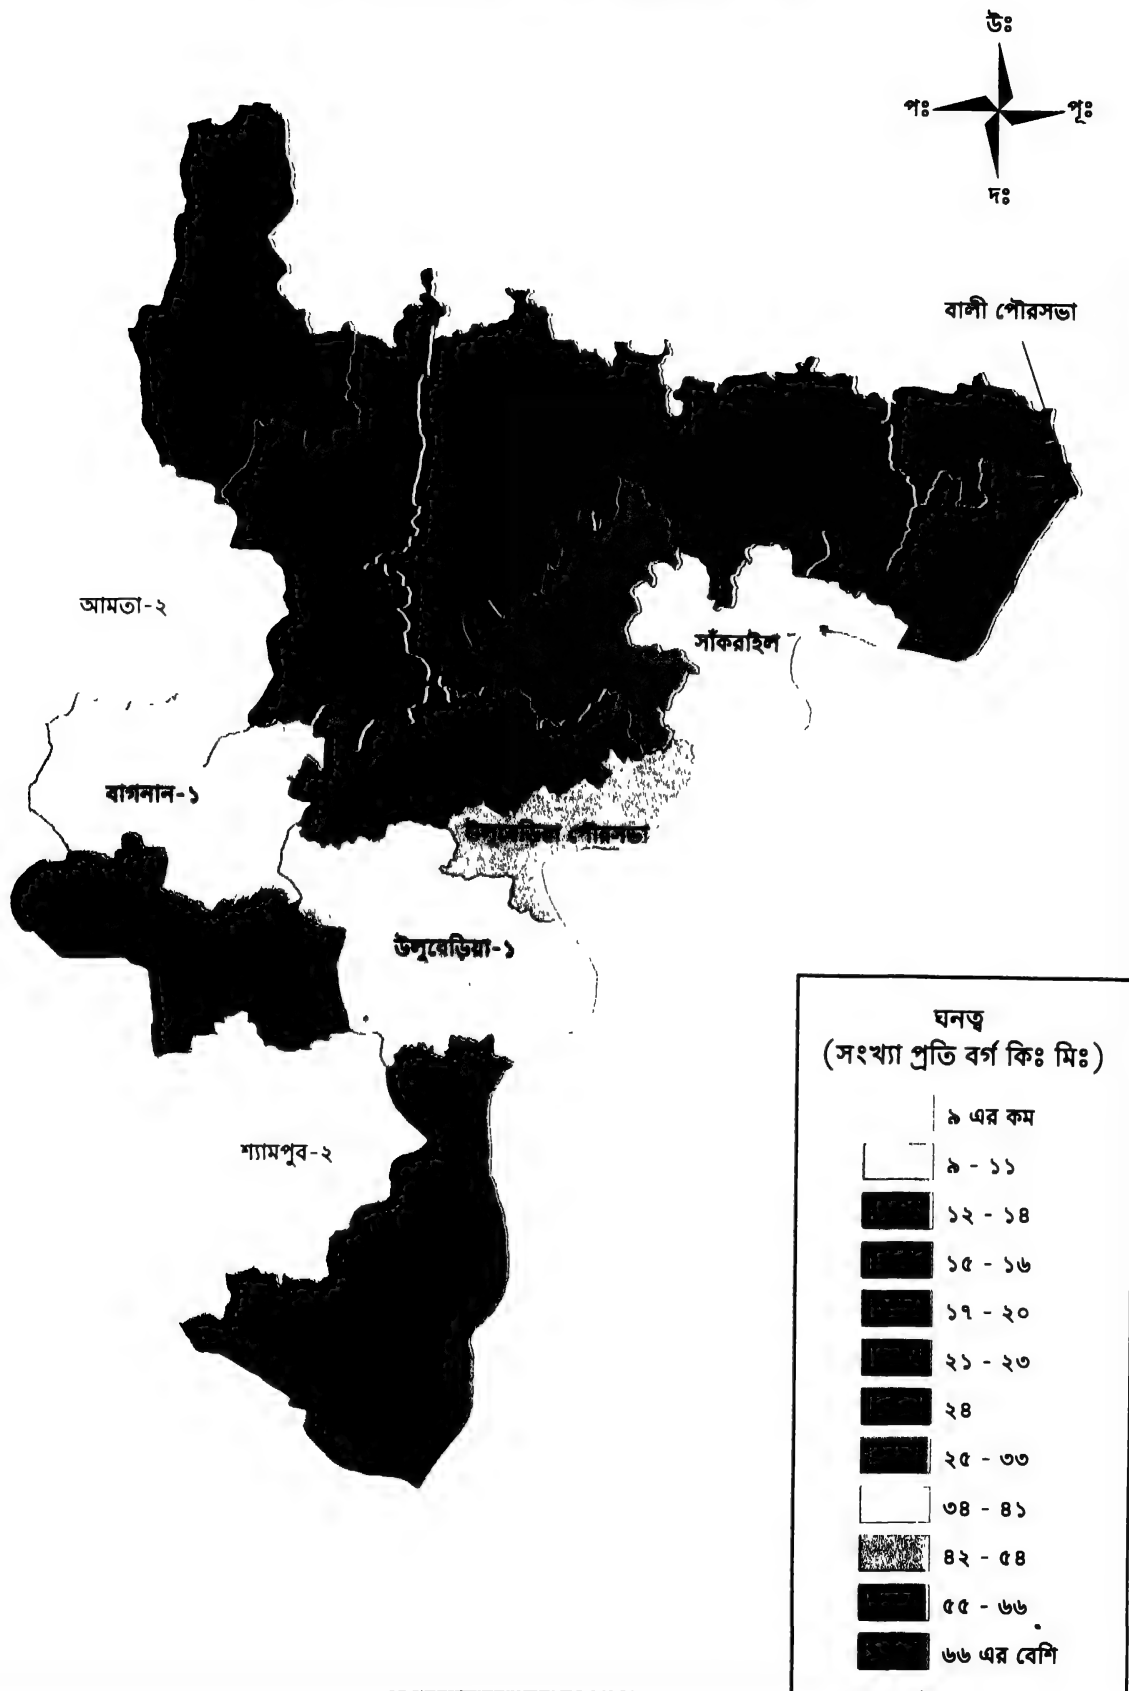 উঃ
পঃ
পূঃ
দঃ
বালী পৌরসভা
আমতা-২
সাঁকরাইল
বাগনান-১
উলুবেড়িয়া পৌরসভা
উলুবেড়িয়া-১
শ্যামপুব-২
ঘনত্ব
(সংখ্যা প্রতি বর্গ কিঃ মিঃ)
৯ এর কম
৯ - ১১
১২ - ১৪
১৫ - ১৬
১৭ - ২০
২১ - ২৩
২৪
২৫ - ৩৩
৩৪ - ৪১
৪২ - ৫৪
৫৫ - ৬৬
৬৬ এর বেশি